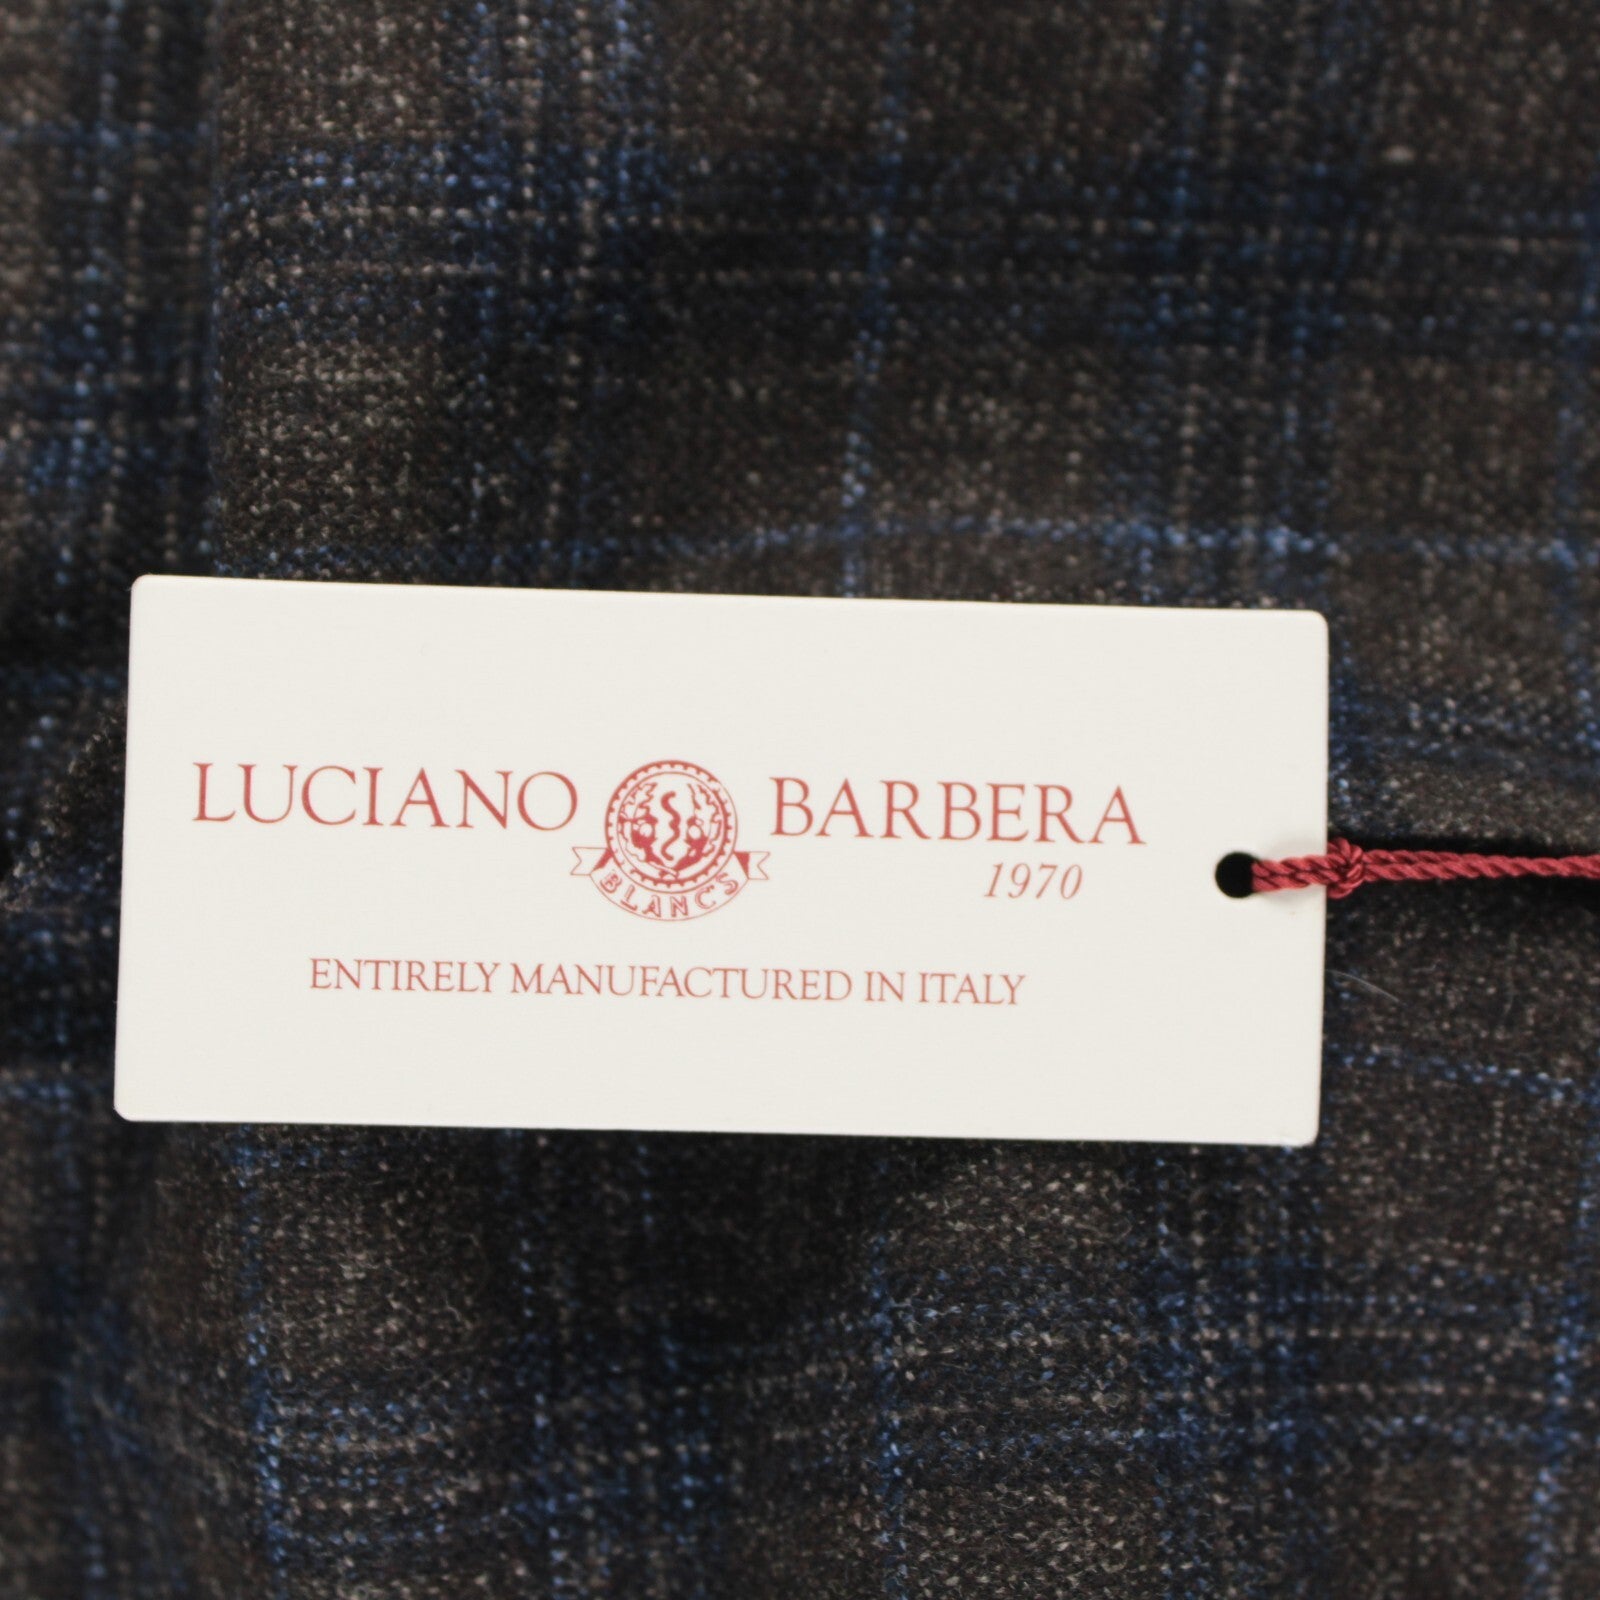 LUCIANO BARBERA
1970
BLANCS
ENTIRELY MANUFACTURED IN ITALY